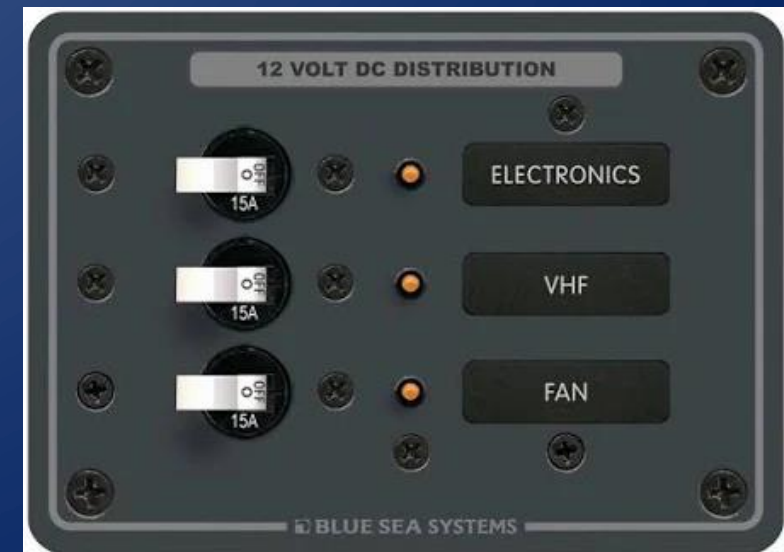 12 VOLT DC DISTRIBUTION
OFF
15A
ELECTRONICS
OFF
15A
VHF
OFF
15A
FAN
BLUE SEA SYSTEMS